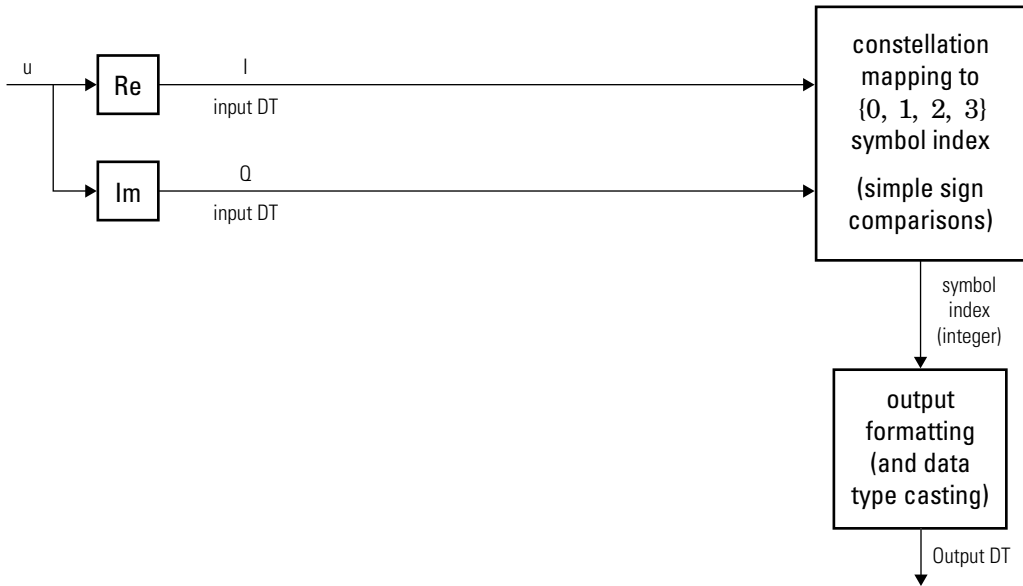 u
Re
I
input DT
Im
Q
input DT
constellation
mapping to
{0, 1, 2, 3}
symbol index
(simple sign
comparisons)
symbol
index
(integer)
output
formatting
(and data
type casting)
Output DT